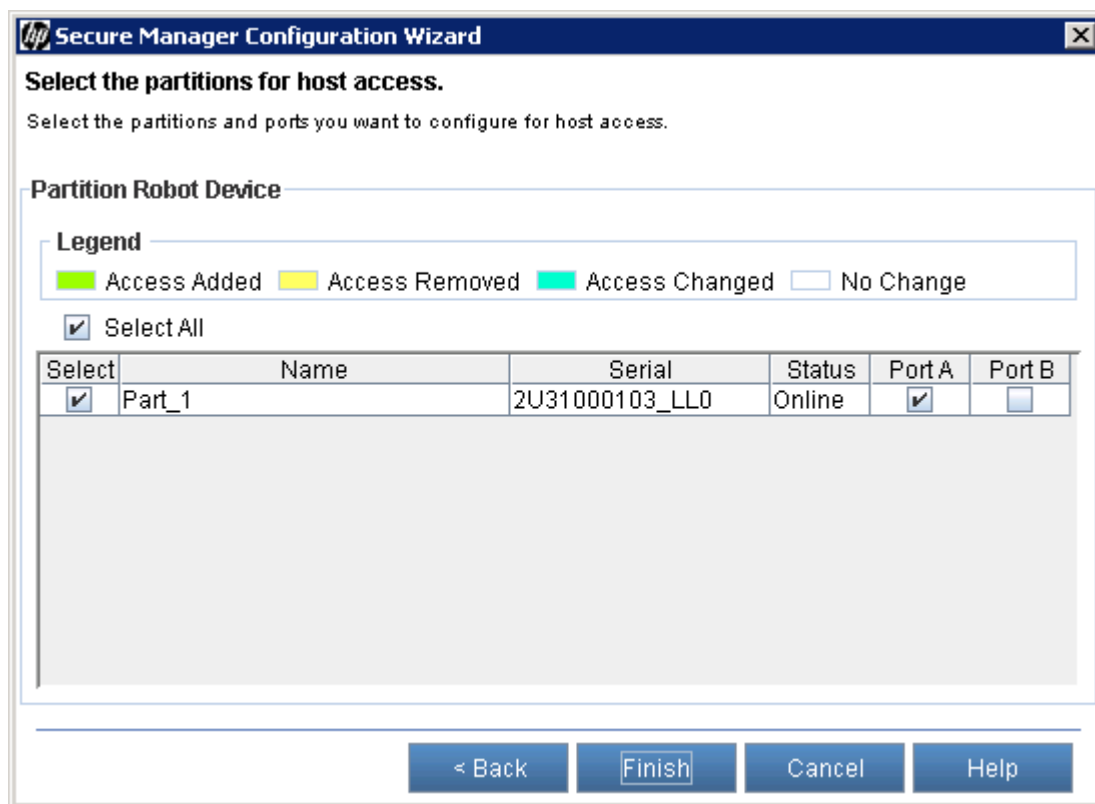 hp Secure Manager Configuration Wizard
Select the partitions for host access.
Select the partitions and ports you want to configure for host access.
Partition Robot Device
Legend
Access Added Access Removed Access Changed No Change
Select All
Select Name Serial Status Port A Port B
Part_1 2U31000103_LL0 Online
< Back Finish Cancel Help